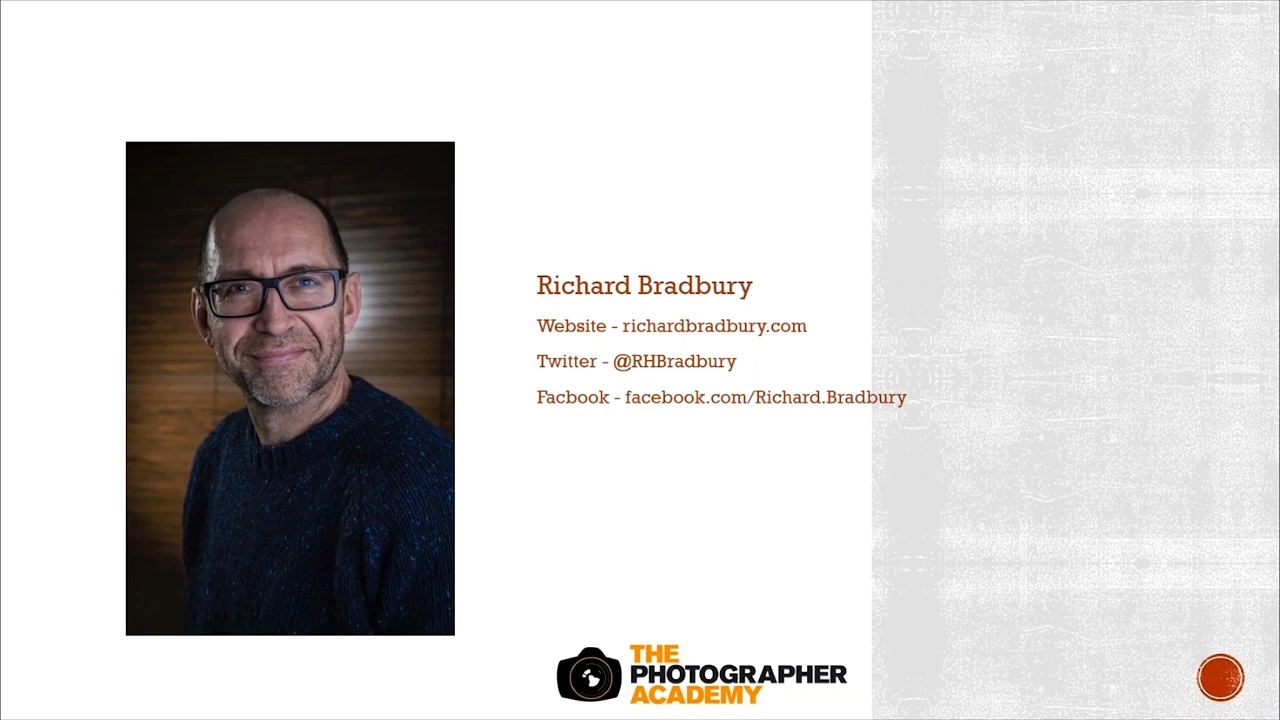 Richard Bradbury
Website - richardbradbury.com
Twitter - @RHBradbury
Facbook - facebook.com/Richard.Bradbury
THE
PHOTOGRAPHER
ACADEMY